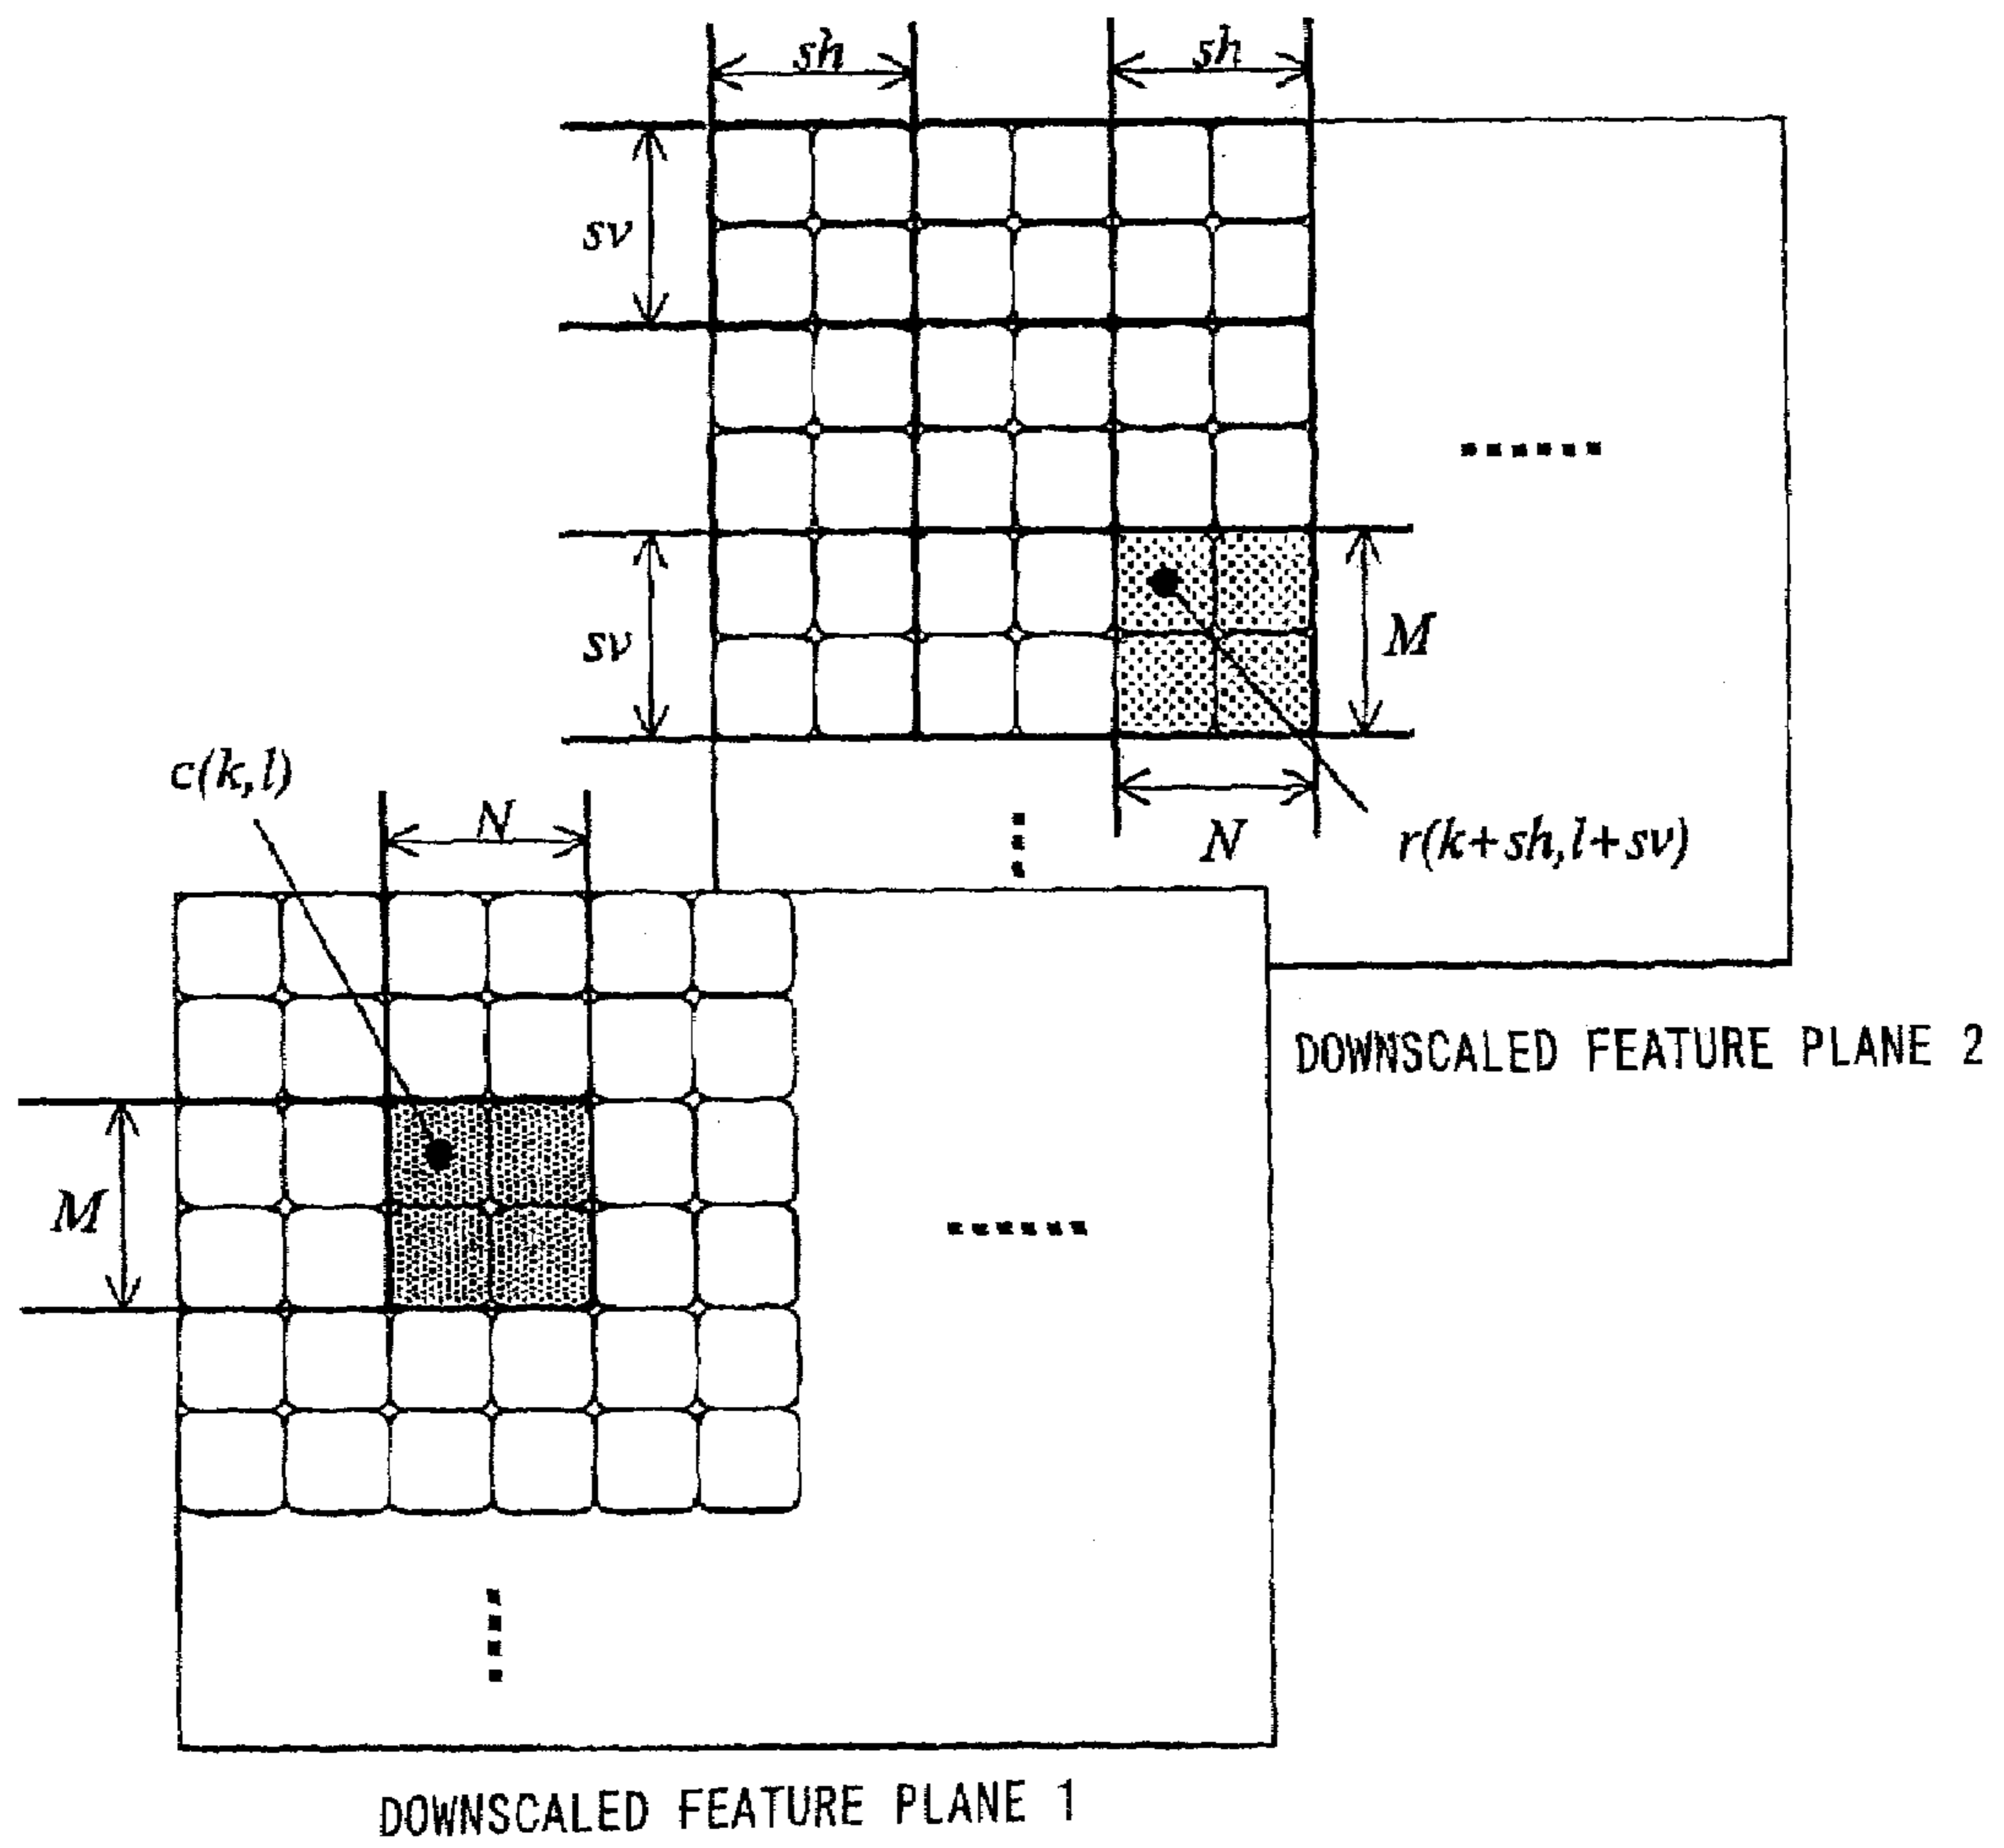 sh
sh
sv
sv
M
c(k,l)
N
N
r(k+sh,l+sv)
DOWNSCALED FEATURE PLANE 2
M
DOWNSCALED FEATURE PLANE 1